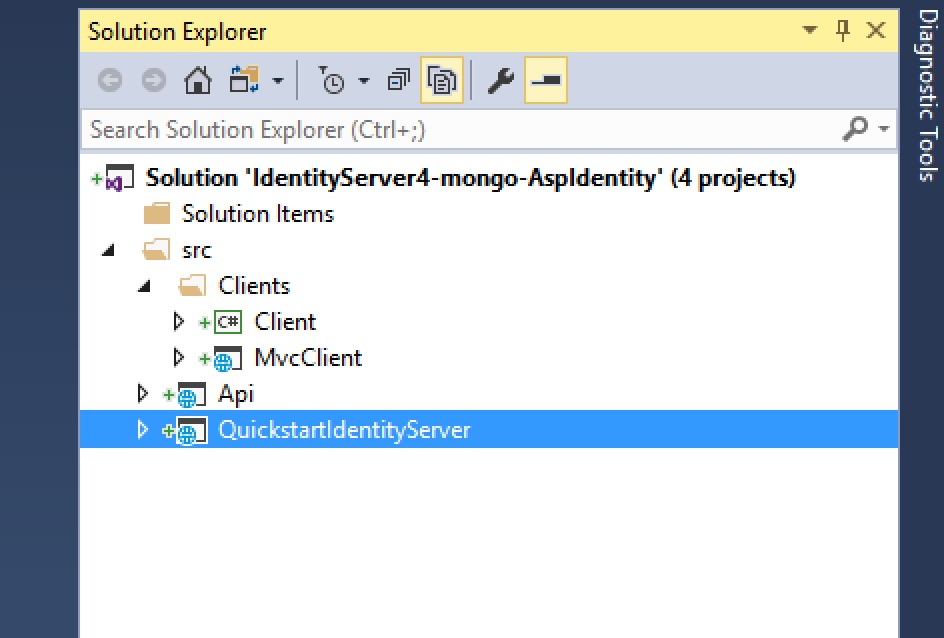 Solution Explorer
Search Solution Explorer (Ctrl+;)
Solution 'IdentityServer4-mongo-AspIdentity' (4 projects)
Solution Items
src
Clients
C# Client
MvcClient
Api
QuickstartIdentityServer
Diagnostic Tools